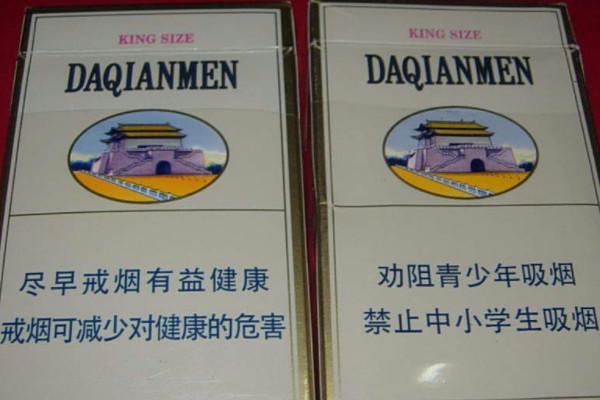 KING SIZE
DAQIANMEN
尽早戒烟有益健康
戒烟可减少对健康的危害
KING SIZE
DAQIANMEN
劝阻青少年吸烟
禁止中小学生吸烟